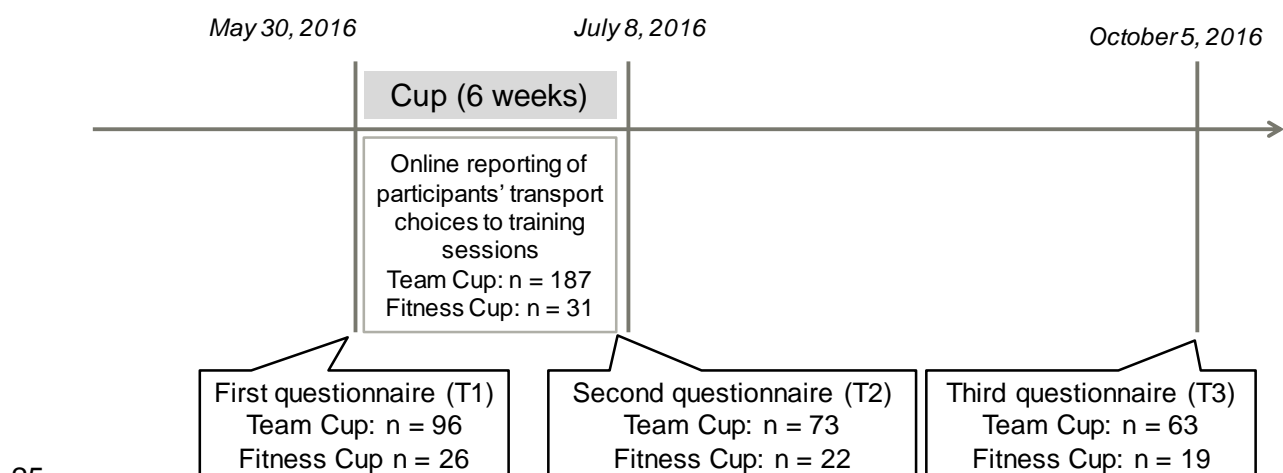 May 30, 2016
July 8, 2016
October 5, 2016
Cup (6 weeks)
Online reporting of
participants' transport
choices to training
sessions
Team Cup: n = 187
Fitness Cup: n = 31
First questionnaire (T1)
Team Cup: n = 96
Fitness Cup n = 26
Second questionnaire (T2)
Team Cup: n = 73
Fitness Cup: n = 22
Third questionnaire (T3)
Team Cup: n = 63
Fitness Cup: n = 19